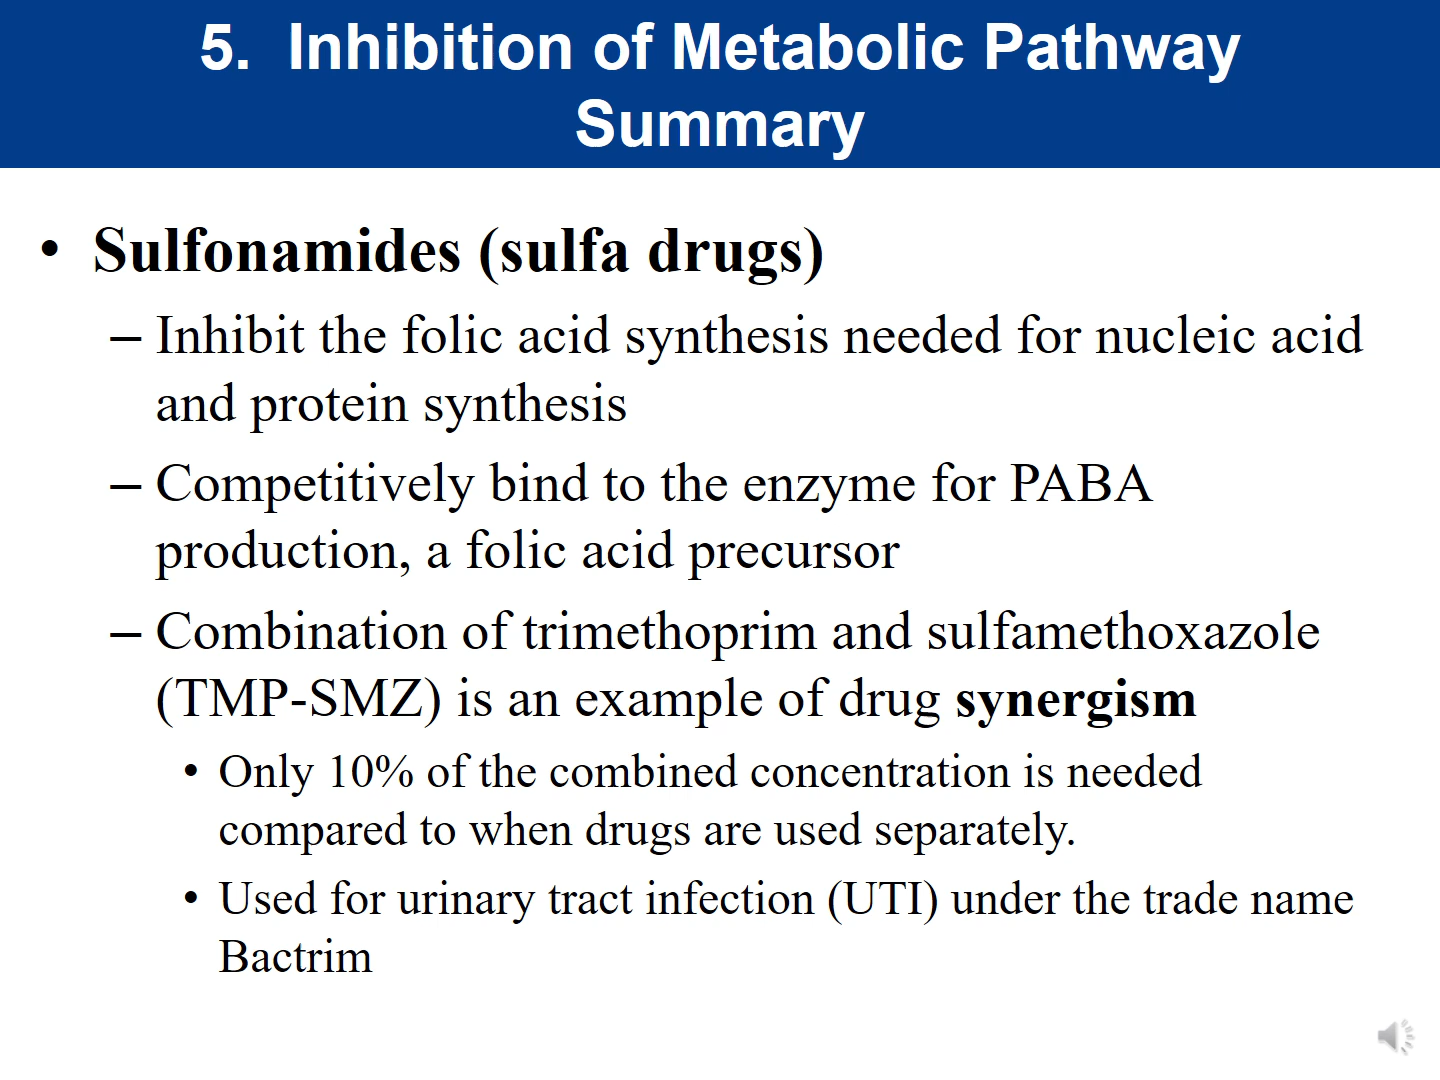 5. Inhibition of Metabolic Pathway
Summary
• Sulfonamides (sulfa drugs)
– Inhibit the folic acid synthesis needed for nucleic acid
and protein synthesis
– Competitively bind to the enzyme for PABA
production, a folic acid precursor
– Combination of trimethoprim and sulfamethoxazole
(TMP-SMZ) is an example of drug synergism
• Only 10% of the combined concentration is needed
compared to when drugs are used separately.
• Used for urinary tract infection (UTI) under the trade name
Bactrim